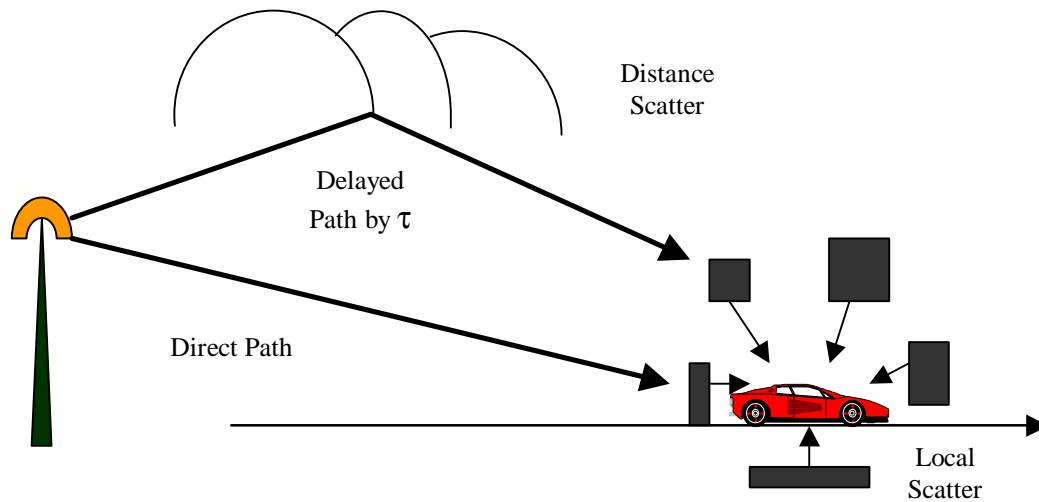 Distance
Scatter
Delayed
Path by τ
Direct Path
Local
Scatter